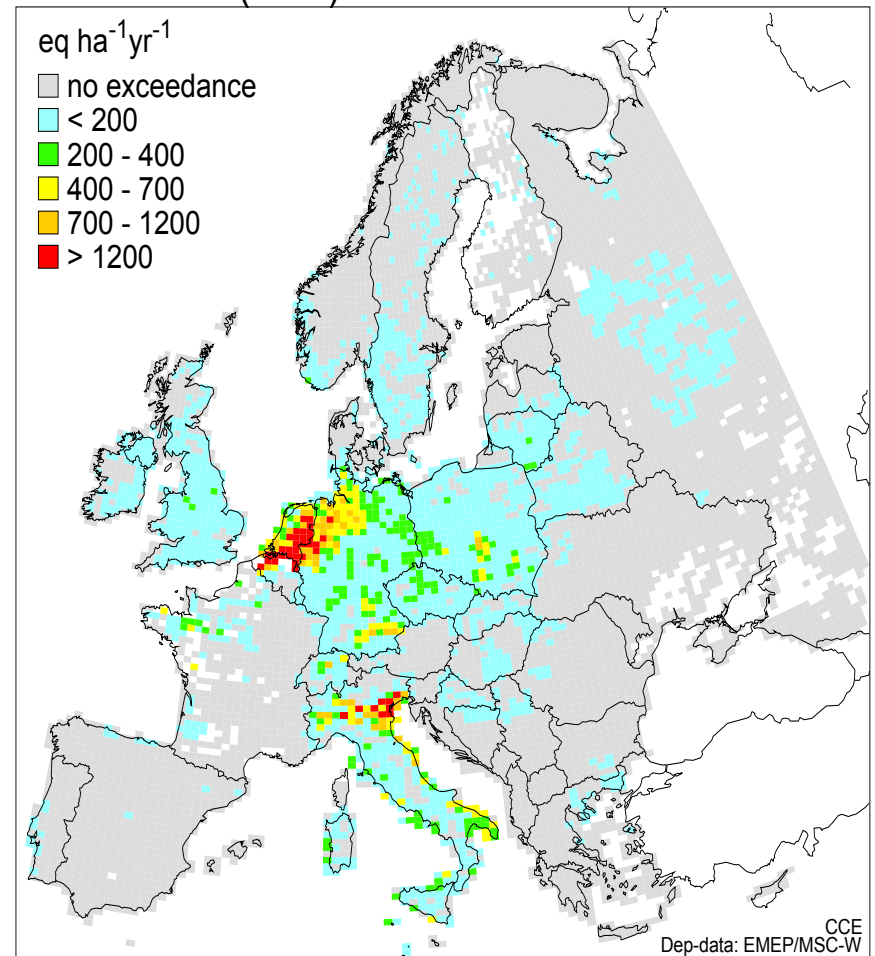 eq ha⁻¹yr⁻¹
no exceedance
< 200
200 - 400
400 - 700
700 - 1200
> 1200
CCE
Dep-data: EMEP/MSC-W